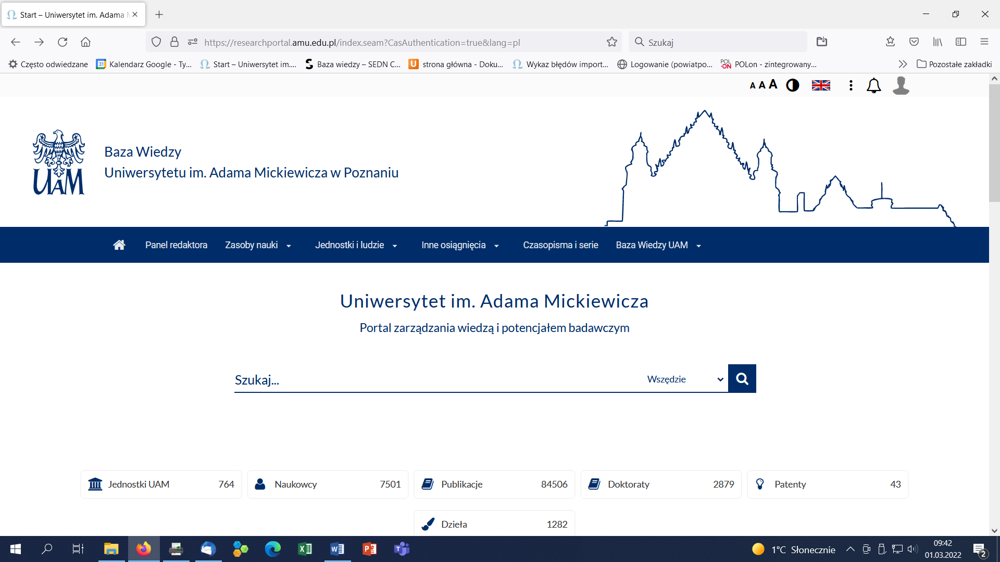 Start – Uniwersytet im. Adama M
https://researchportal.amu.edu.pl/index.seam?CasAuthentication=true&lang=pl
Szukaj
Często odwiedzane
31
Kalendarz Google - Ty...
Start – Uniwersytet im....
Baza wiedzy – SEDN C...
strona główna - Doku...
Wykaz błędów import...
Logowanie (powiatpo...
POL-ON
POLon - zintegrowany...
Pozostałe zakładki
A A A
UAM
Baza Wiedzy
Uniwersytetu im. Adama Mickiewicza w Poznaniu
Panel redaktora
Zasoby nauki
Jednostki i ludzie
Inne osiągnięcia
Czasopisma i serie
Baza Wiedzy UAM
Uniwersytet im. Adama Mickiewicza
Portal zarządzania wiedzą i potencjałem badawczym
Szukaj...
Wszędzie
Jednostki UAM 764
Naukowcy 7501
Publikacje 84506
Doktoraty 2879
Patenty 43
Dzieła 1282
1°C Słonecznie
09:42
01.03.2022
2